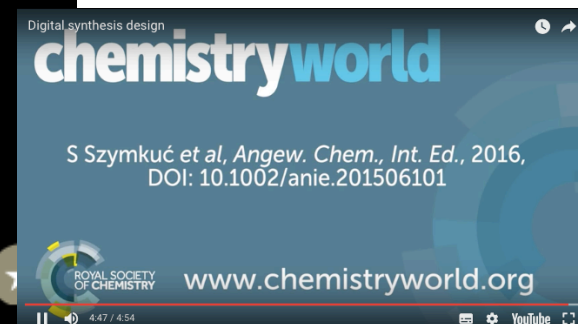 Digital synthesis design
chemistryworld
S Szymkuć et al, Angew. Chem., Int. Ed., 2016,
DOI: 10.1002/anie.201506101
ROYAL SOCIETY
OF CHEMISTRY
www.chemistryworld.org
4:47 / 4:54
YouTube